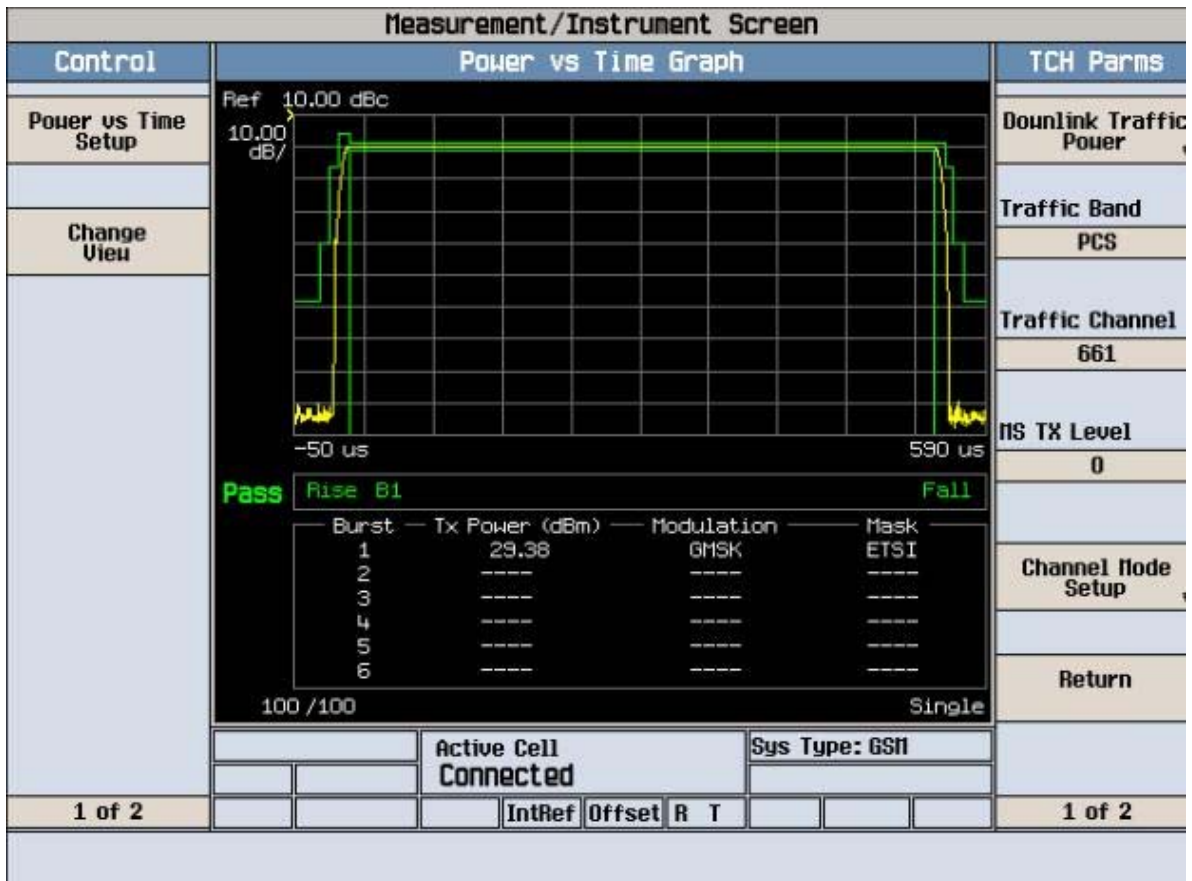 Measurement/Instrument Screen
Control
Power vs Time Graph
TCH Parms
Power vs Time
Setup
Change
View
1 of 2
Ref 10.00 dBc
10.00
dB/
-50 us
590 us
Pass
Rise B1
Fall
Burst Tx Power (dBm) Modulation Mask
1 29.38 GMSK ETSI
2 ---- ---- ----
3 ---- ---- ----
4 ---- ---- ----
5 ---- ---- ----
6 ---- ---- ----
100 /100
Single
Active Cell
Connected
Sys Type: GSM
IntRef Offset R T
Downlink Traffic
Power
Traffic Band
PCS
Traffic Channel
661
MS TX Level
0
Channel Mode
Setup
Return
1 of 2